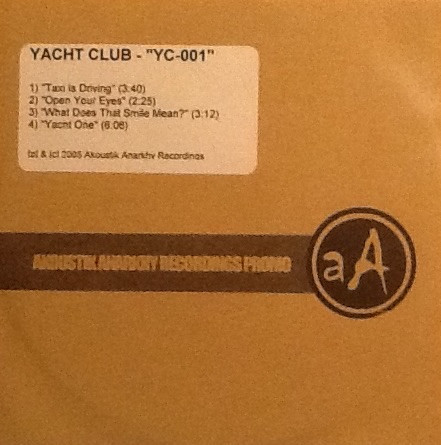 YACHT CLUB - "YC-001"
1) "Taxi is Driving" (3:40)
2) "Open Your Eyes" (2:25)
3) "What Does That Smile Mean?" (3:12)
4) "Yacht One" (6:06)
(p) & (c) 2005 Akoustik Anarkhy Recordings
AKOUSTIK ANARKHY RECORDINGS PROMO
aA